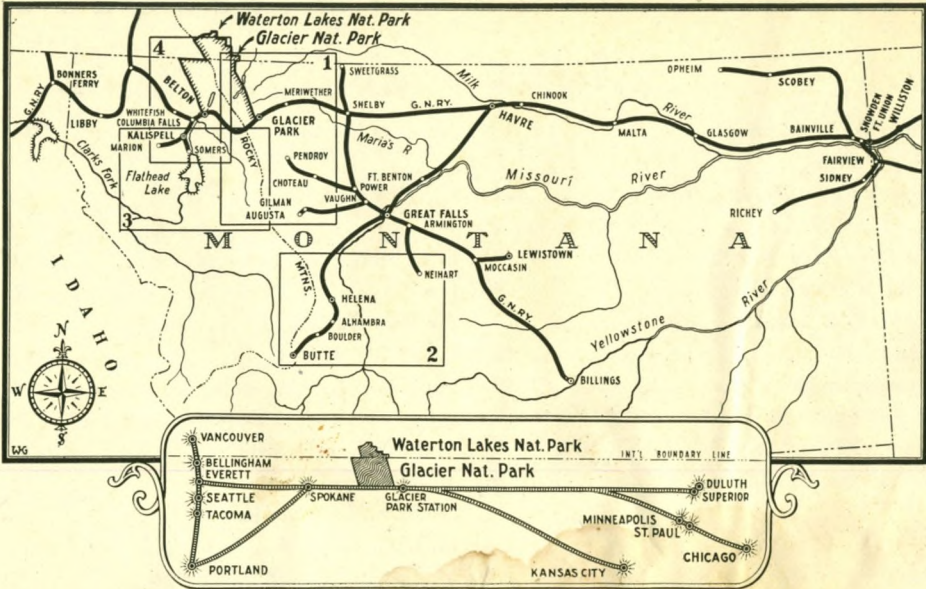 Waterton Lakes Nat. Park
Glacier Nat. Park
4
1
BONNERS
FERRY
G.N.RY.
LIBBY
BELTON
WHITEFISH
COLUMBIA FALLS
KALISPELL
MARION
SOMERS
Flathead
Lake
Clarks Fork
3
ROCKY
MTNS.
MERIWETHER
GLACIER
PARK
SWEETGRASS
SHELBY
G.N.RY.
Milk
River
Maria's R
PENDROY
CHOTEAU
GILMAN
AUGUSTA
FT. BENTON
POWER
VAUGHN
GREAT FALLS
ARMINGTON
HAVRE
CHINOOK
MALTA
GLASGOW
OPHEIM
SCOBEY
BAINVILLE
SNOWDEN
FT. UNION
WILLISTON
FAIRVIEW
SIDNEY
RICHEY
Missouri
River
MONTANA
NEIHART
LEWISTOWN
MOCCASIN
G.N.RY.
HELENA
ALHAMBRA
BOULDER
BUTTE
2
BILLINGS
Yellowstone
River
IDAHO
N
W
E
S
WG
VANCOUVER
BELLINGHAM
EVERETT
SEATTLE
TACOMA
PORTLAND
SPOKANE
Waterton Lakes Nat. Park
Glacier Nat. Park
INT'L BOUNDARY LINE
GLACIER
PARK STATION
DULUTH
SUPERIOR
MINNEAPOLIS
ST. PAUL
CHICAGO
KANSAS CITY